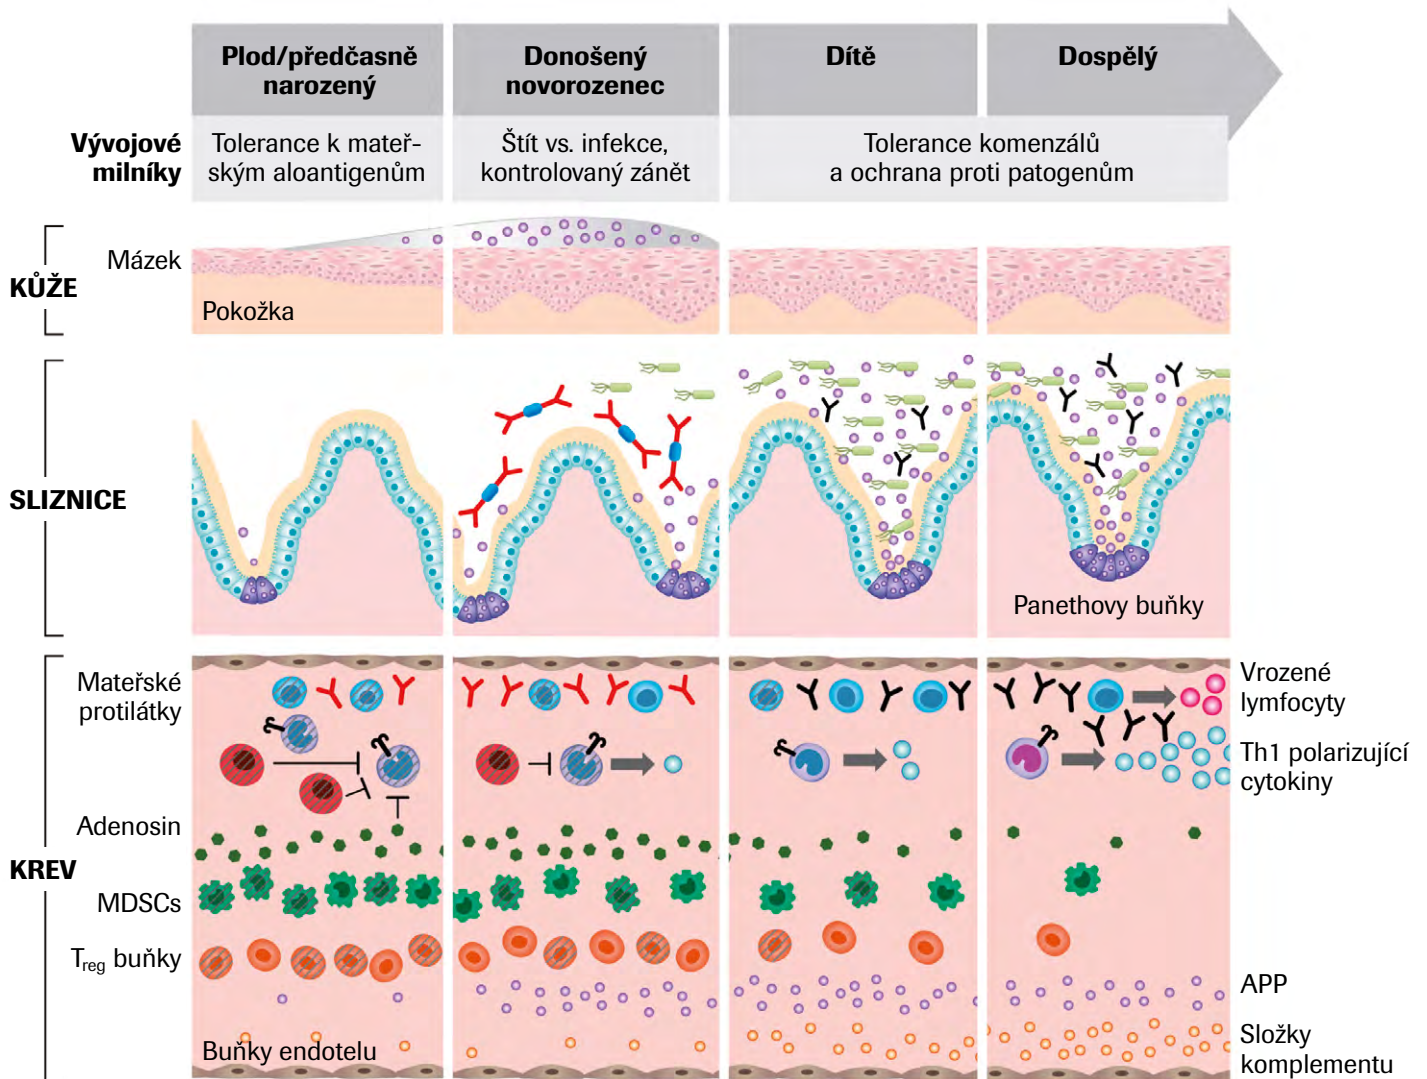 Plod/předčasně
narozený
Donošený
novorozenec
Dítě
Dospělý
Vývojové
milníky
Tolerance k mateř-
ským aloantigenům
Štít vs. infekce,
kontrolovaný zánět
Tolerance komenzálů
a ochrana proti patogenům
KŮŽE
Mázek
Pokožka
SLIZNICE
Panethovy buňky
KREV
Mateřské
protilátky
Vrozené
lymfocyty
Th1 polarizující
cytokiny
Adenosin
MDSCs
Treg buňky
APP
Buňky endotelu
Složky
komplementu